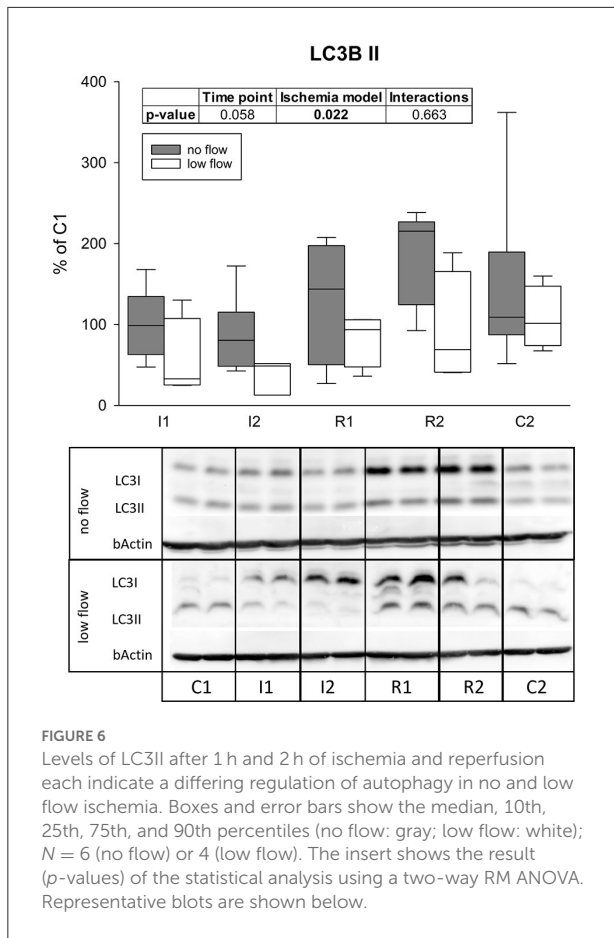 LC3B II
Time point Ischemia model Interactions
p-value 0.058 0.022 0.663
no flow
low flow
400
300
200
100
0
% of C1
I1 I2 R1 R2 C2
no flow
LC3I
LC3II
bActin
low flow
LC3I
LC3II
bActin
C1 I1 I2 R1 R2 C2
FIGURE 6
Levels of LC3II after 1 h and 2 h of ischemia and reperfusion
each indicate a differing regulation of autophagy in no and low
flow ischemia. Boxes and error bars show the median, 10th,
25th, 75th, and 90th percentiles (no flow: gray; low flow: white);
N = 6 (no flow) or 4 (low flow). The insert shows the result
(p-values) of the statistical analysis using a two-way RM ANOVA.
Representative blots are shown below.